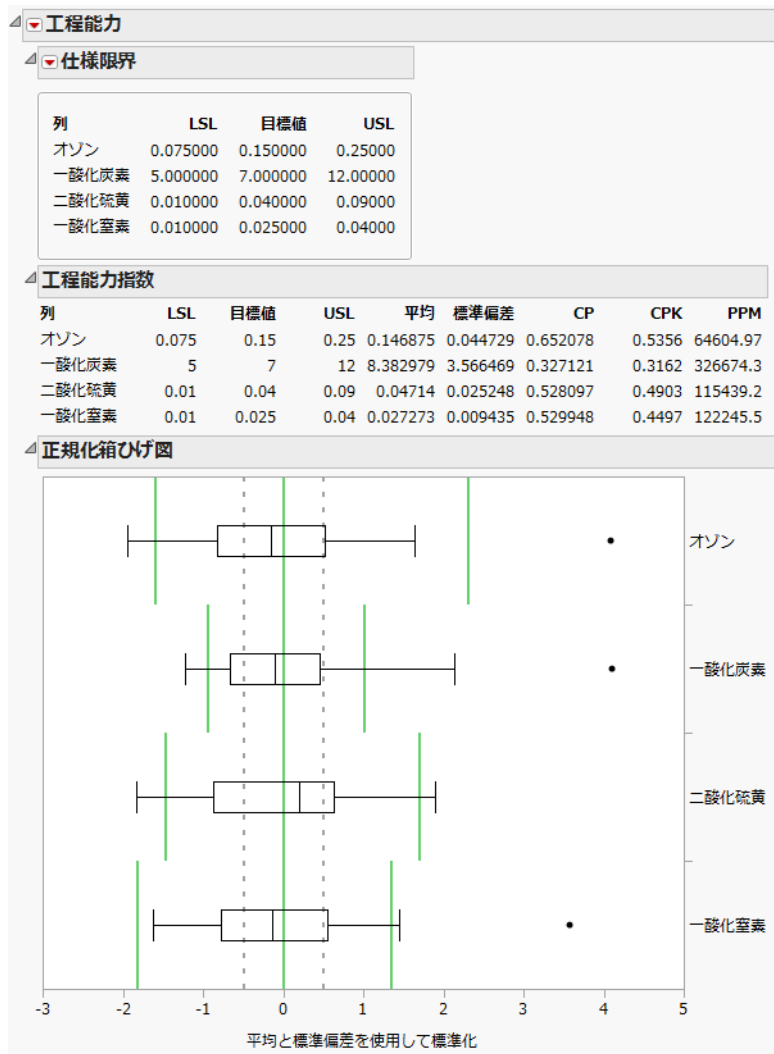 工程能力
仕様限界
列 LSL 目標値 USL
オゾン 0.075000 0.150000 0.25000
一酸化炭素 5.000000 7.000000 12.00000
二酸化硫黄 0.010000 0.040000 0.09000
一酸化窒素 0.010000 0.025000 0.04000
工程能力指数
列 LSL 目標値 USL 平均 標準偏差 CP CPK PPM
オゾン 0.075 0.15 0.25 0.146875 0.044729 0.652078 0.5356 64604.97
一酸化炭素 5 7 12 8.382979 3.566469 0.327121 0.3162 326674.3
二酸化硫黄 0.01 0.04 0.09 0.04714 0.025248 0.528097 0.4903 115439.2
一酸化窒素 0.01 0.025 0.04 0.027273 0.009435 0.529948 0.4497 122245.5
正規化箱ひげ図
オゾン
一酸化炭素
二酸化硫黄
一酸化窒素
-3 -2 -1 0 1 2 3 4 5
平均と標準偏差を使用して標準化